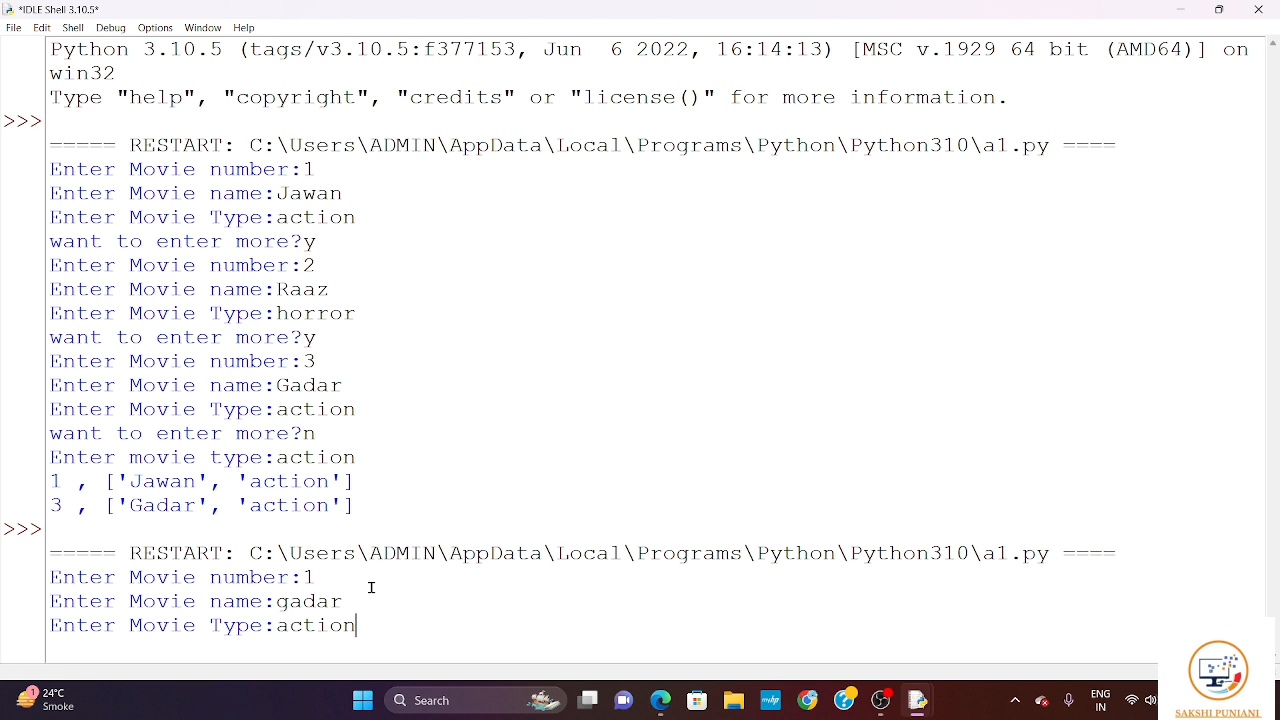 *IDLE Shell 3.10.5*
File Edit Shell Debug Options Window Help
Python 3.10.5 (tags/v3.10.5:f377153, Jun  6 2022, 16:14:13) [MSC v.1929 64 bit (AMD64)] on
win32
Type "help", "copyright", "credits" or "license()" for more information.
>>>
===== RESTART: C:\Users\ADMIN\AppData\Local\Programs\Python\Python310\a1.py ====
Enter Movie number:1
Enter Movie name:Jawan
Enter Movie Type:action
want to enter more?y
Enter Movie number:2
Enter Movie name:Raaz
Enter Movie Type:horror
want to enter more?y
Enter Movie number:3
Enter Movie name:Gadar
Enter Movie Type:action
want to enter more?n
Enter movie type:action
1 , ['Jawan', 'action']
3 , ['Gadar', 'action']
>>>
===== RESTART: C:\Users\ADMIN\AppData\Local\Programs\Python\Python310\a1.py ====
Enter Movie number:1
Enter Movie name:gadar
Enter Movie Type:action
SAKSHI PUNIANI
1
24°C
Smoke
Search
hp
ENG
IN